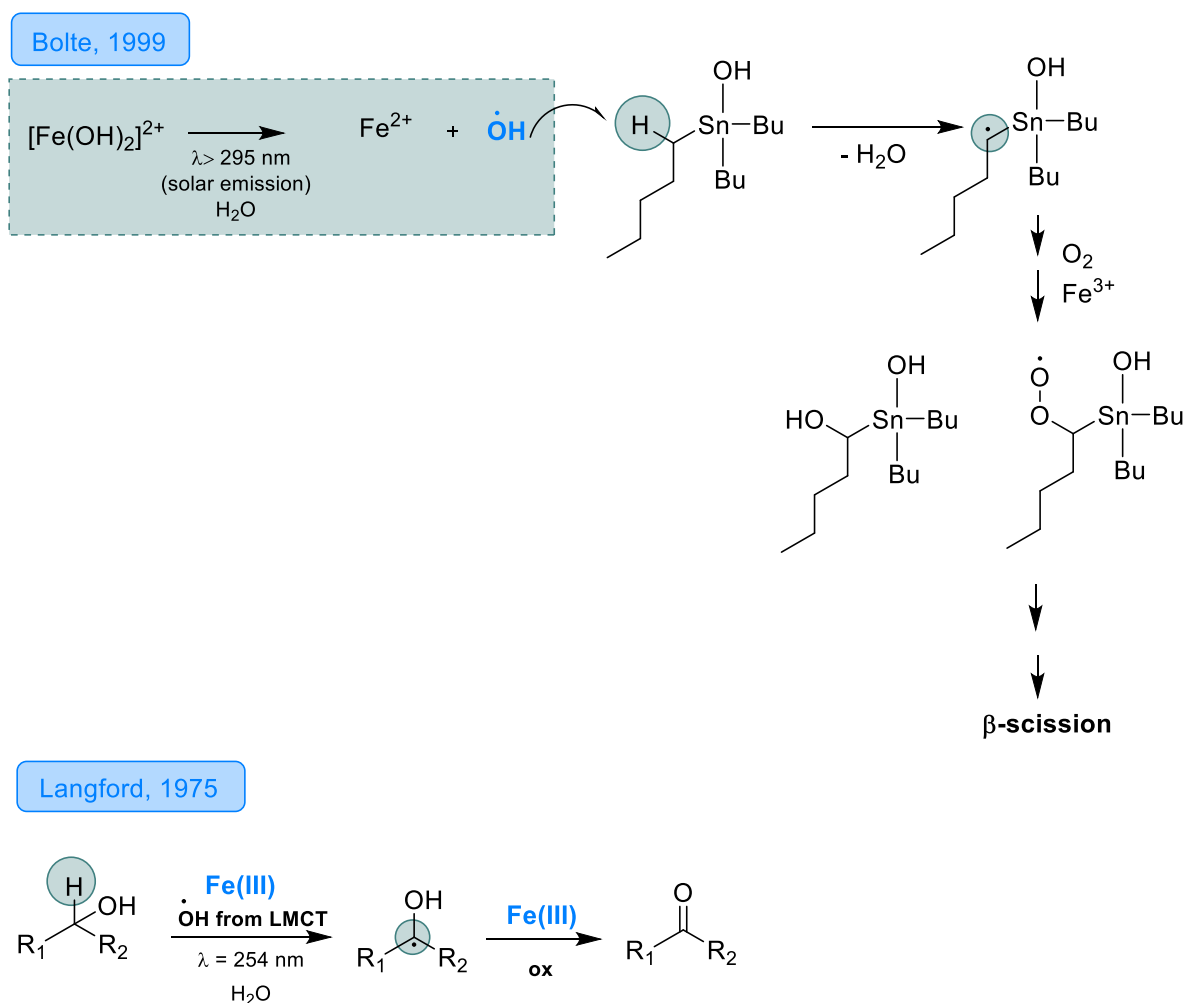 Bolte, 1999
[Fe(OH)₂]²⁺
λ> 295 nm
(solar emission)
H₂O
Fe²⁺ + ȮH
H
OH
Sn Bu
Bu
- H₂O
OH
Sn Bu
Bu
O₂
Fe³⁺
OH
HO Sn Bu
Bu
O
O
OH
Sn Bu
Bu
β-scission
Langford, 1975
H
OH
R₁ R₂
Fe(III)
ȮH from LMCT
λ = 254 nm
H₂O
OH
R₁ R₂
Fe(III)
ox
O
R₁ R₂